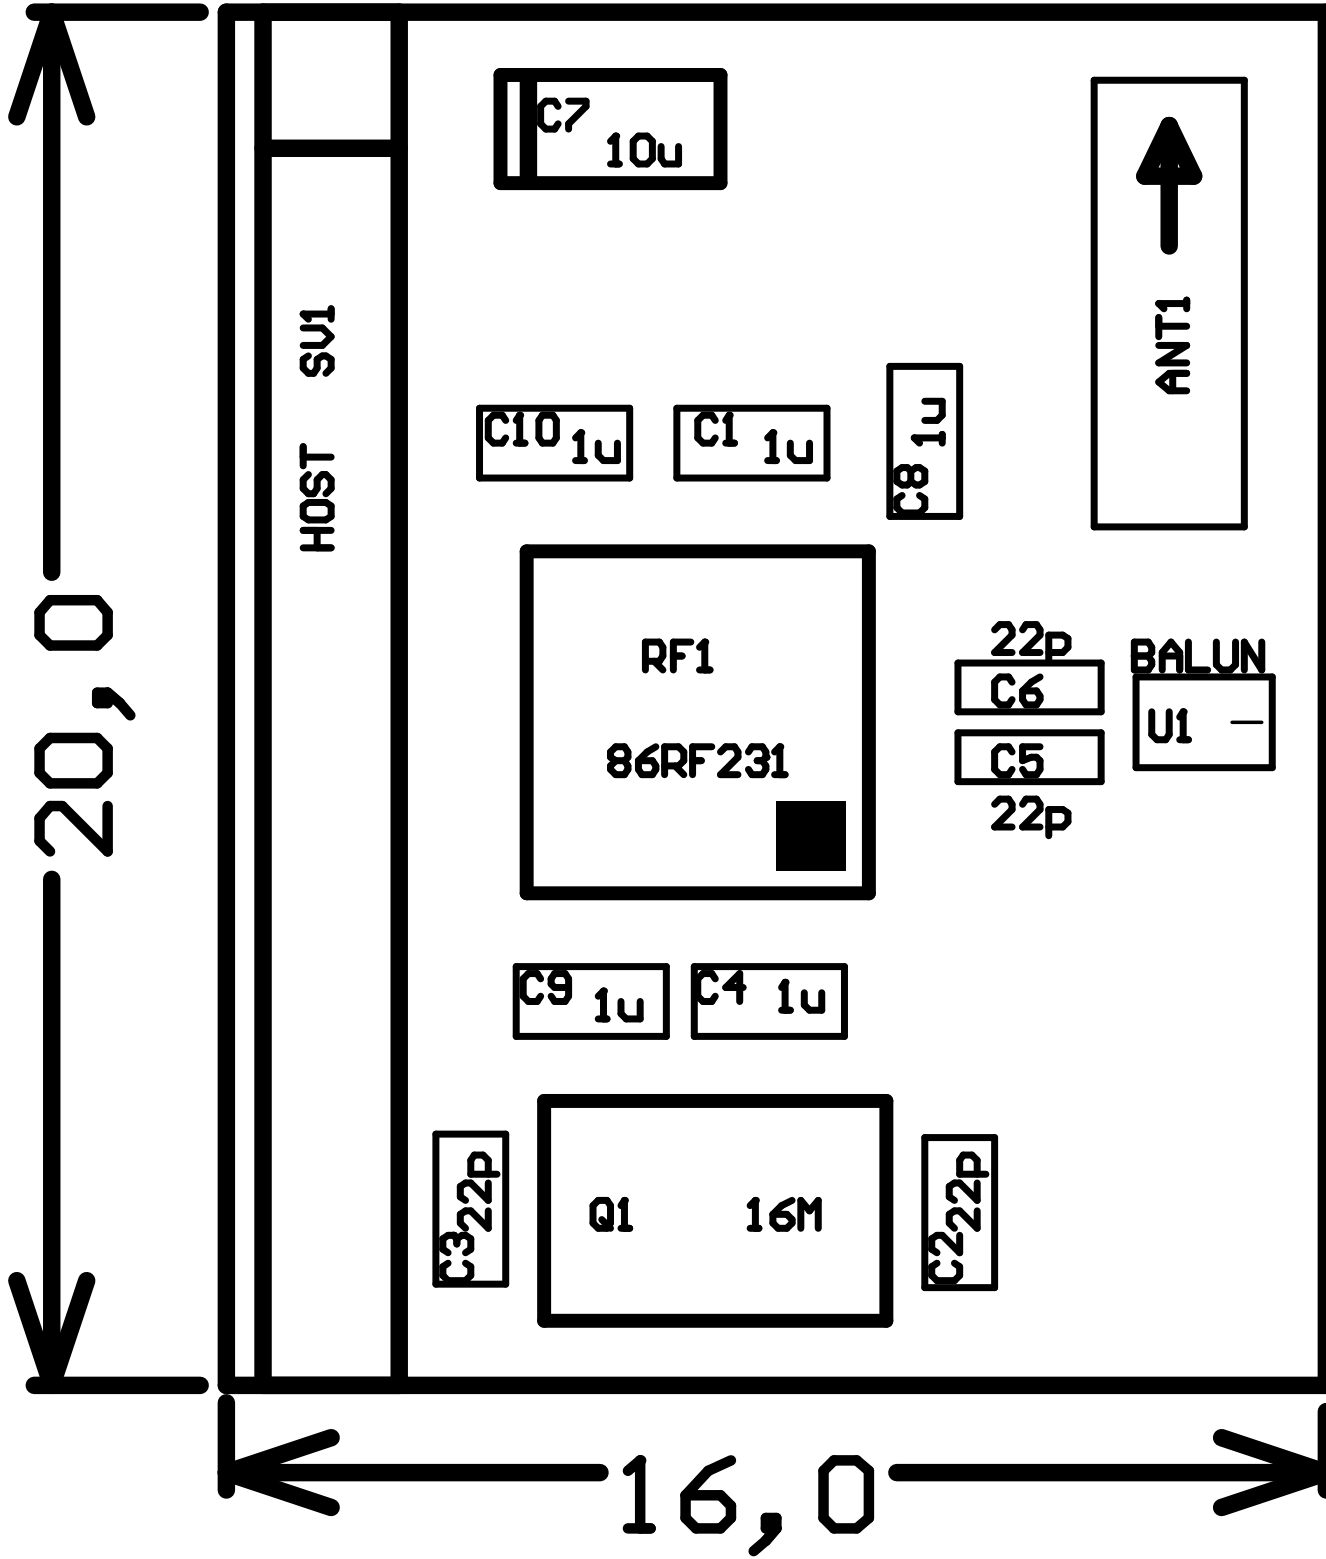 C7
10u
HOST SV1
ANT1
C10 1u
C1 1u
C8 1u
RF1
86RF231
22p
C6
C5
22p
BALUN
U1
C9 1u
C4 1u
C3 22p
Q1 16M
C2 22p
20,0
16,0